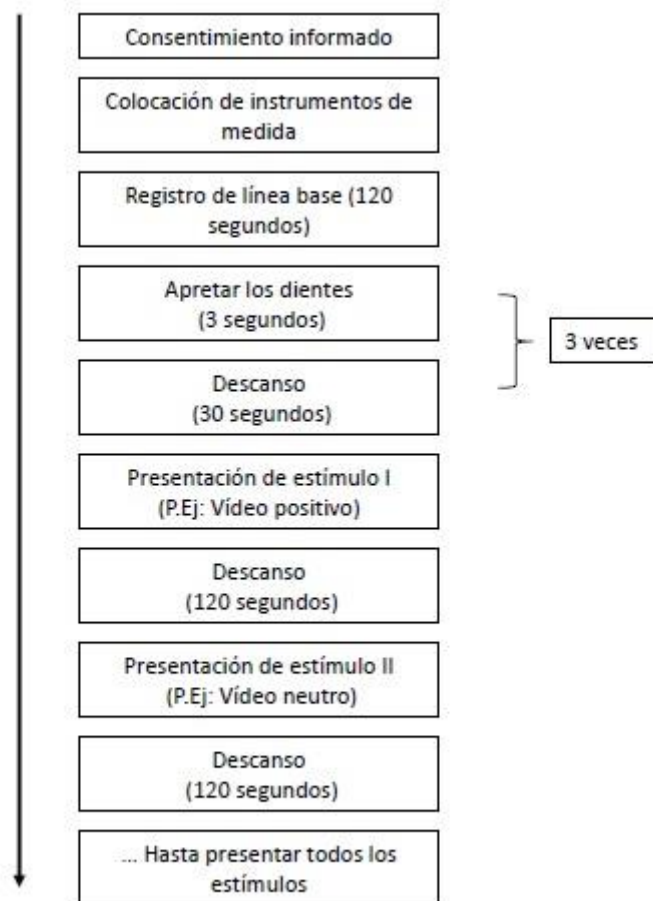 Consentimiento informado
Colocación de instrumentos de
medida
Registro de línea base (120
segundos)
Apretar los dientes
(3 segundos)
3 veces
Descanso
(30 segundos)
Presentación de estímulo I
(P.Ej: Vídeo positivo)
Descanso
(120 segundos)
Presentación de estímulo II
(P.Ej: Vídeo neutro)
Descanso
(120 segundos)
... Hasta presentar todos los
estímulos